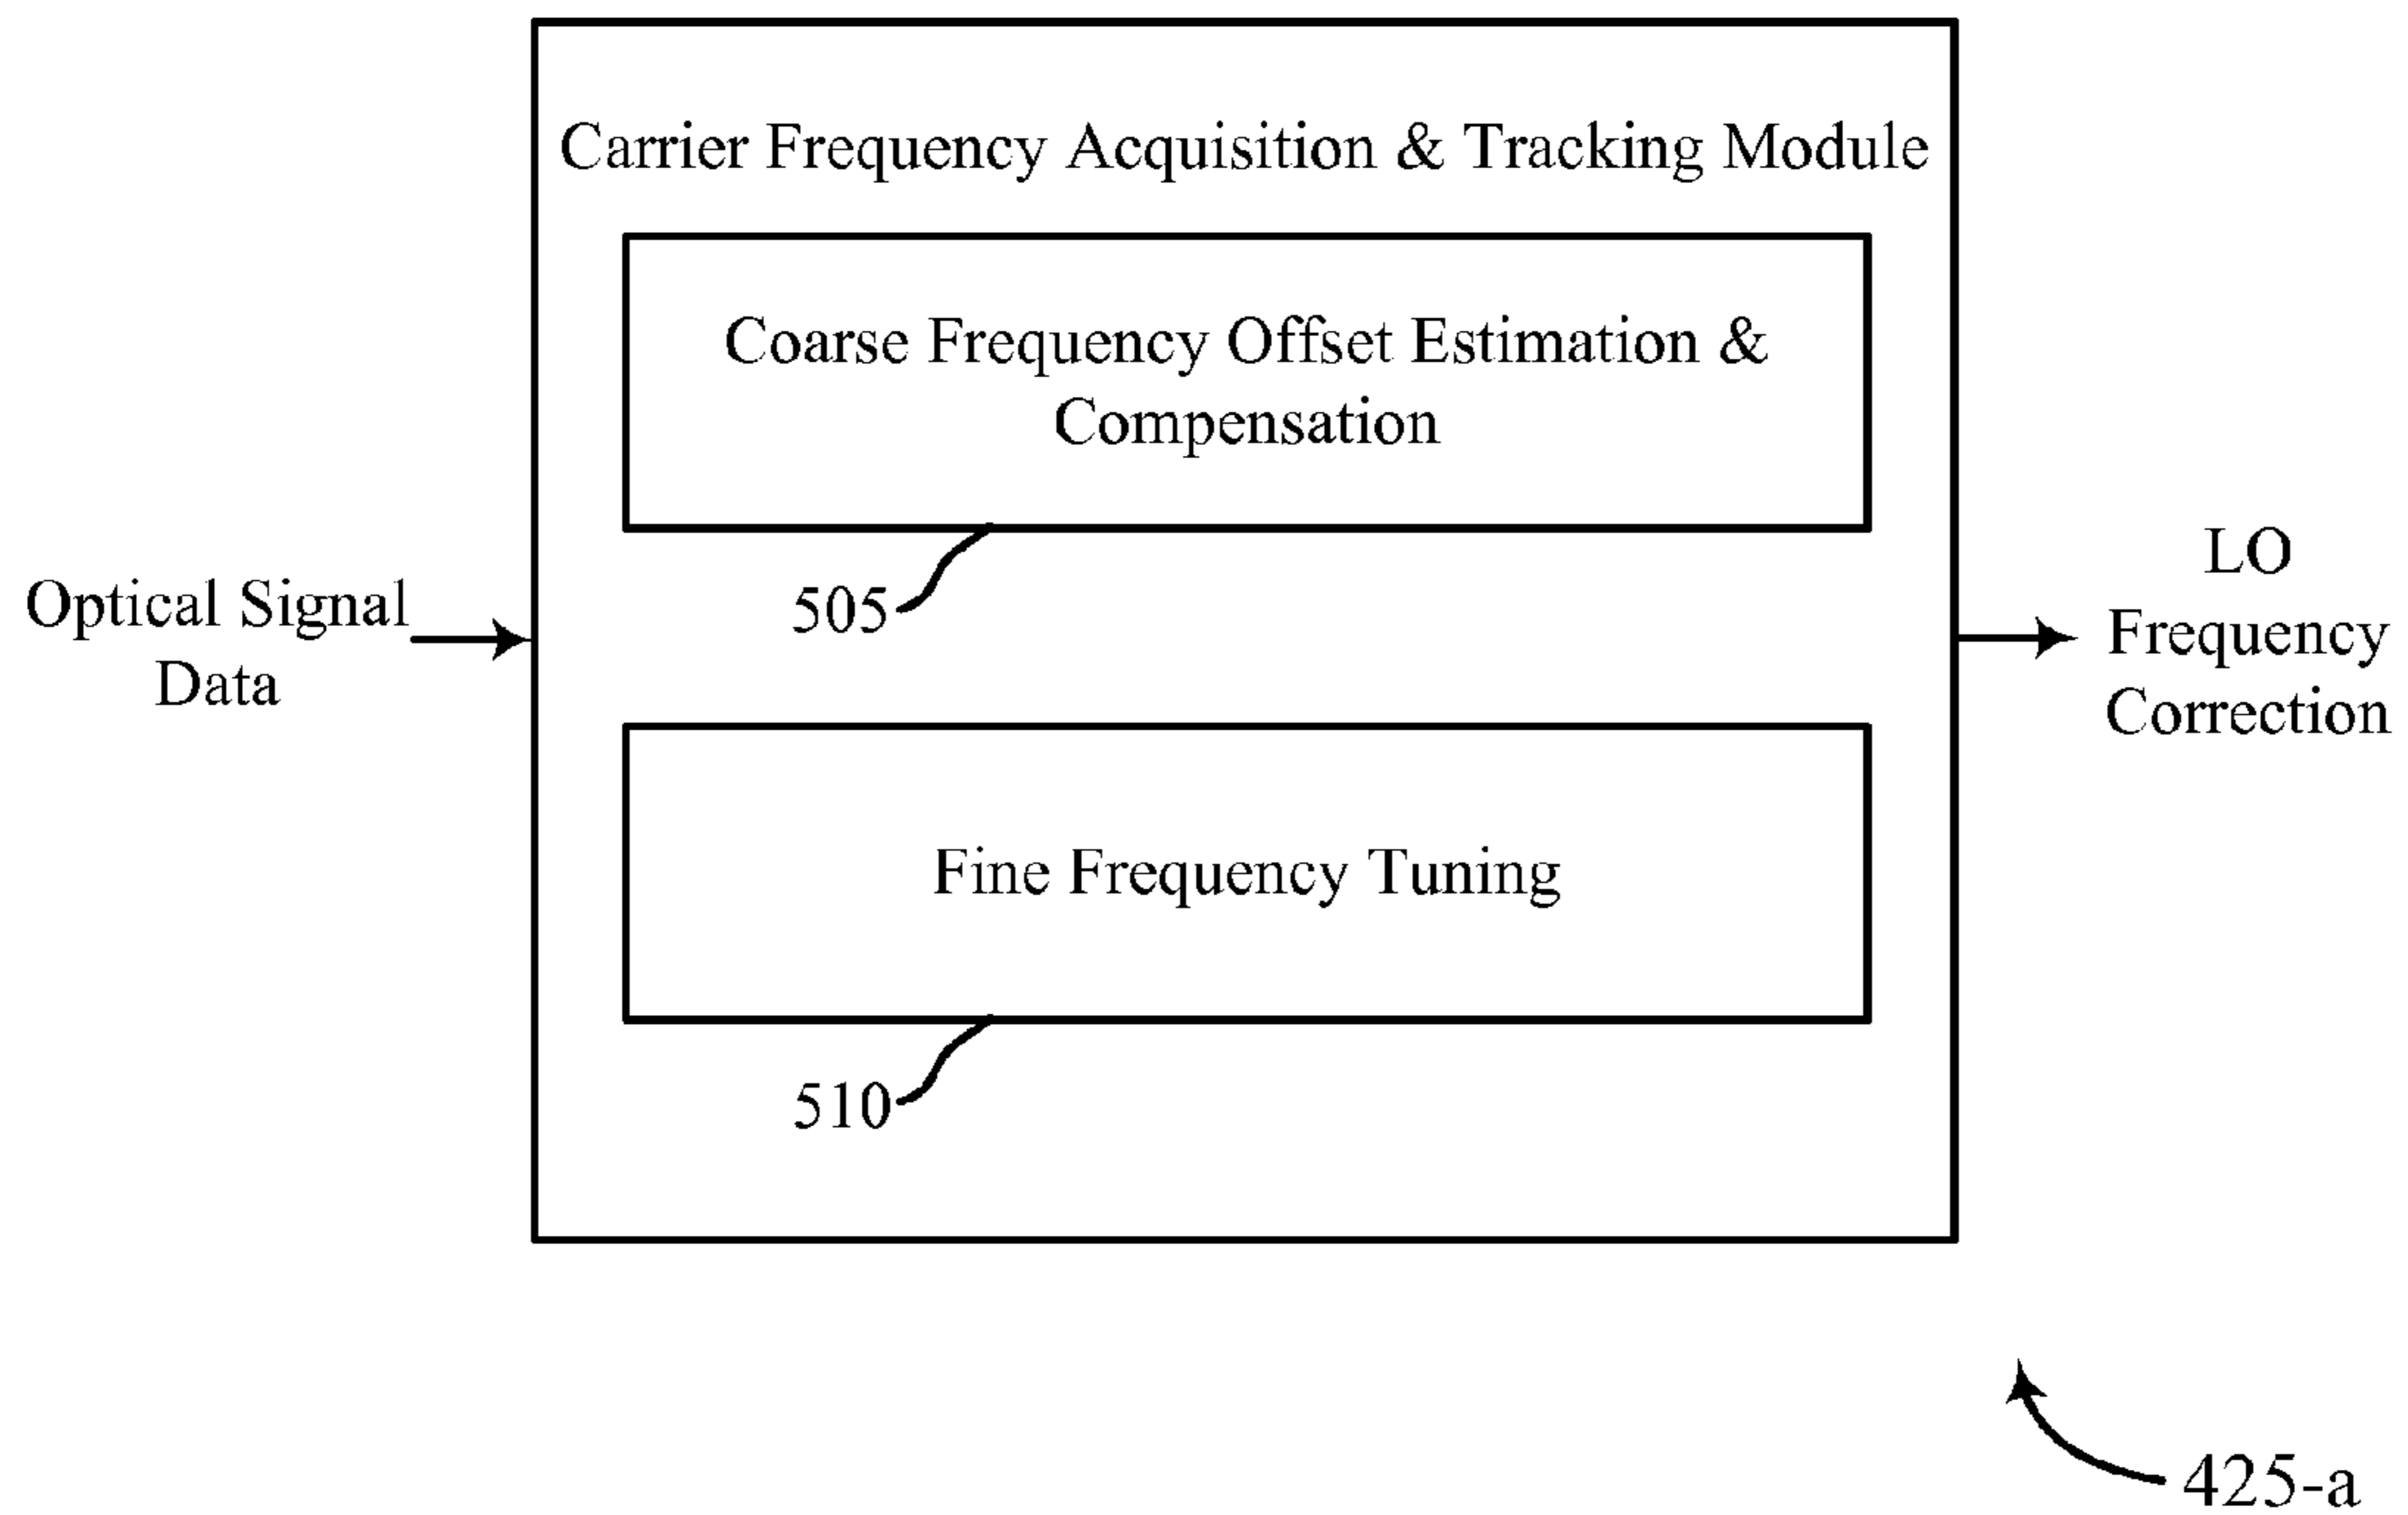 Carrier Frequency Acquisition & Tracking Module
Coarse Frequency Offset Estimation &
Compensation
505
Optical Signal
Data
LO
Frequency
Correction
Fine Frequency Tuning
510
425-a